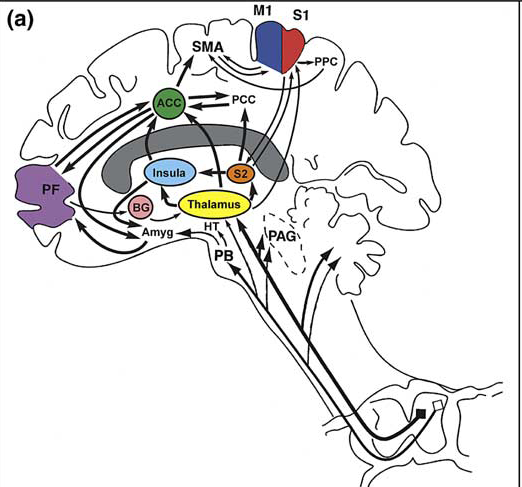 (a)
M1
S1
SMA
PPC
ACC
PCC
Insula
S2
PF
BG
Thalamus
HT
Amyg
PAG
PB